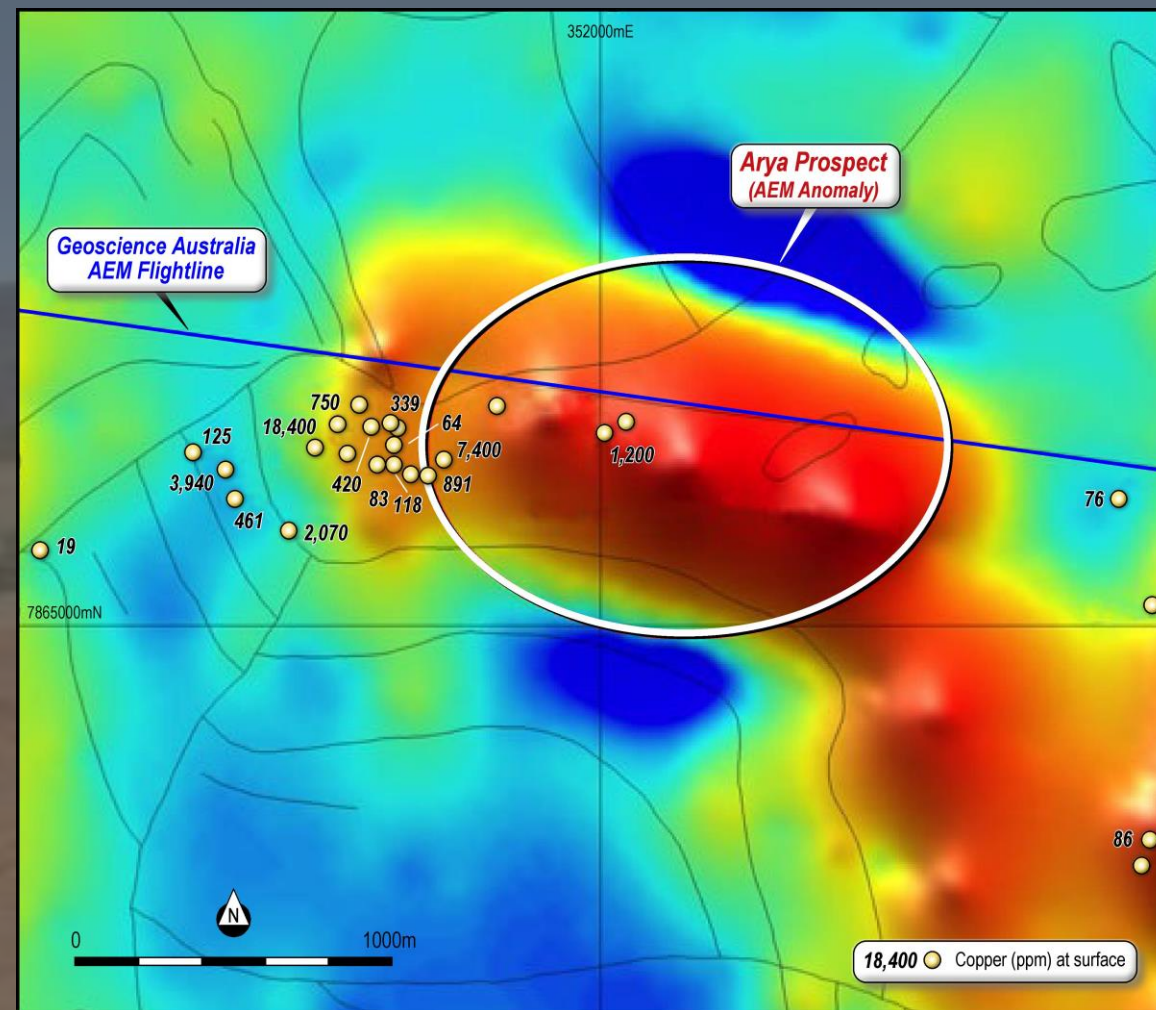 352000mE
Arya Prospect
(AEM Anomaly)
Geoscience Australia
AEM Flightline
750
339
18,400
64
125
7,400
1,200
3,940
420
83
118
891
461
76
2,070
19
7865000mN
86
N
0
1000m
18,400 Copper (ppm) at surface